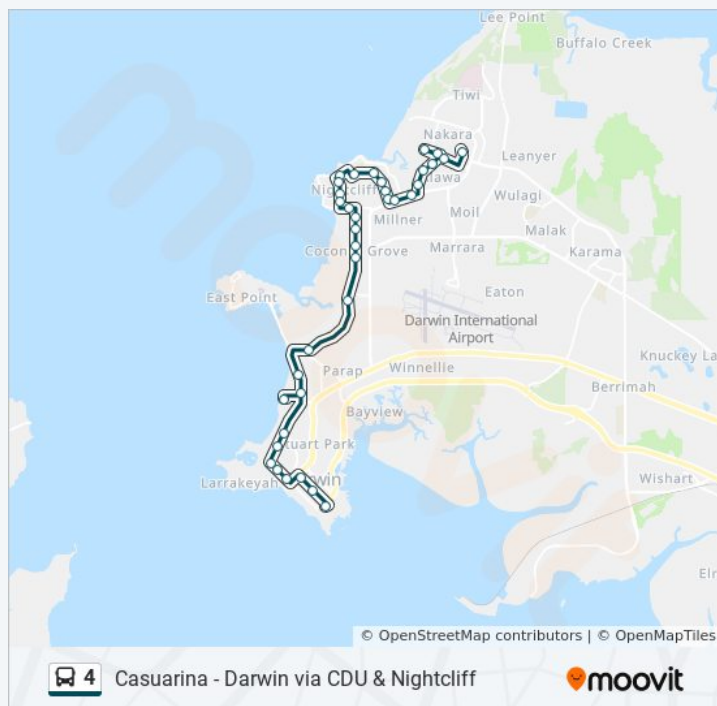 Lee Point
Buffalo Creek
Tiwi
Nakara
Leanyer
Nightcliff
Wulagi
Millner
Moil
Malak
Coconut Grove
Marrara
Karama
East Point
Eaton
Darwin International
Airport
Knuckey La
Parap
Winnellie
Berrimah
Bayview
Stuart Park
Larrakeyah
Darwin
Wishart
© OpenStreetMap contributors | © OpenMapTiles
4 Casuarina - Darwin via CDU & Nightcliff
moovit